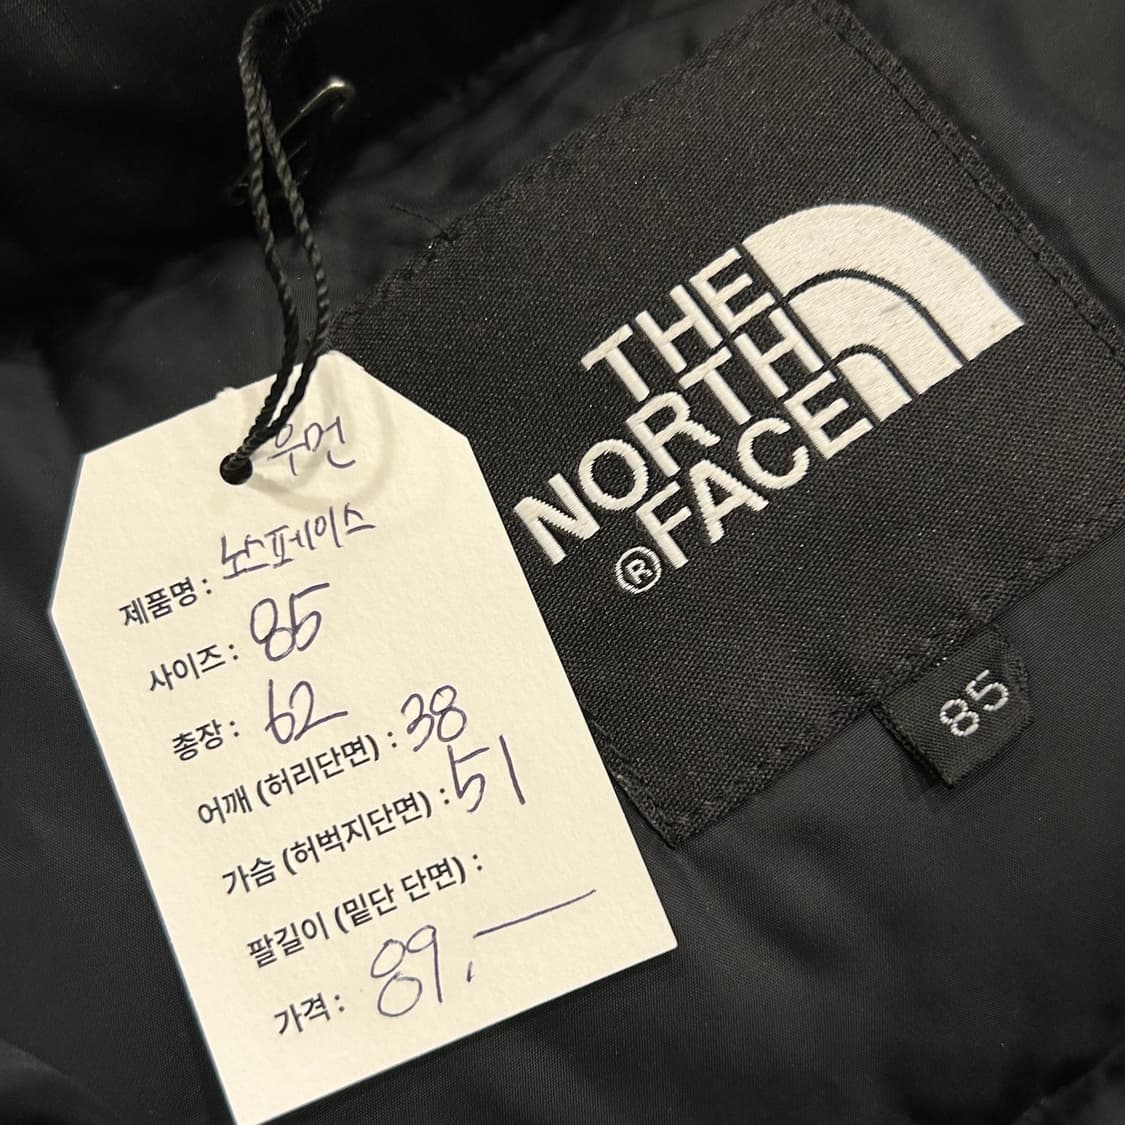 우먼
제품명 : 노스페이스
사이즈 : 85
총장 : 62
어깨 (허리단면) : 38
가슴 (허벅지단면) : 51
팔길이 (밑단 단면) :
가격 : 89,—
THE
NORTH
FACE
®
85